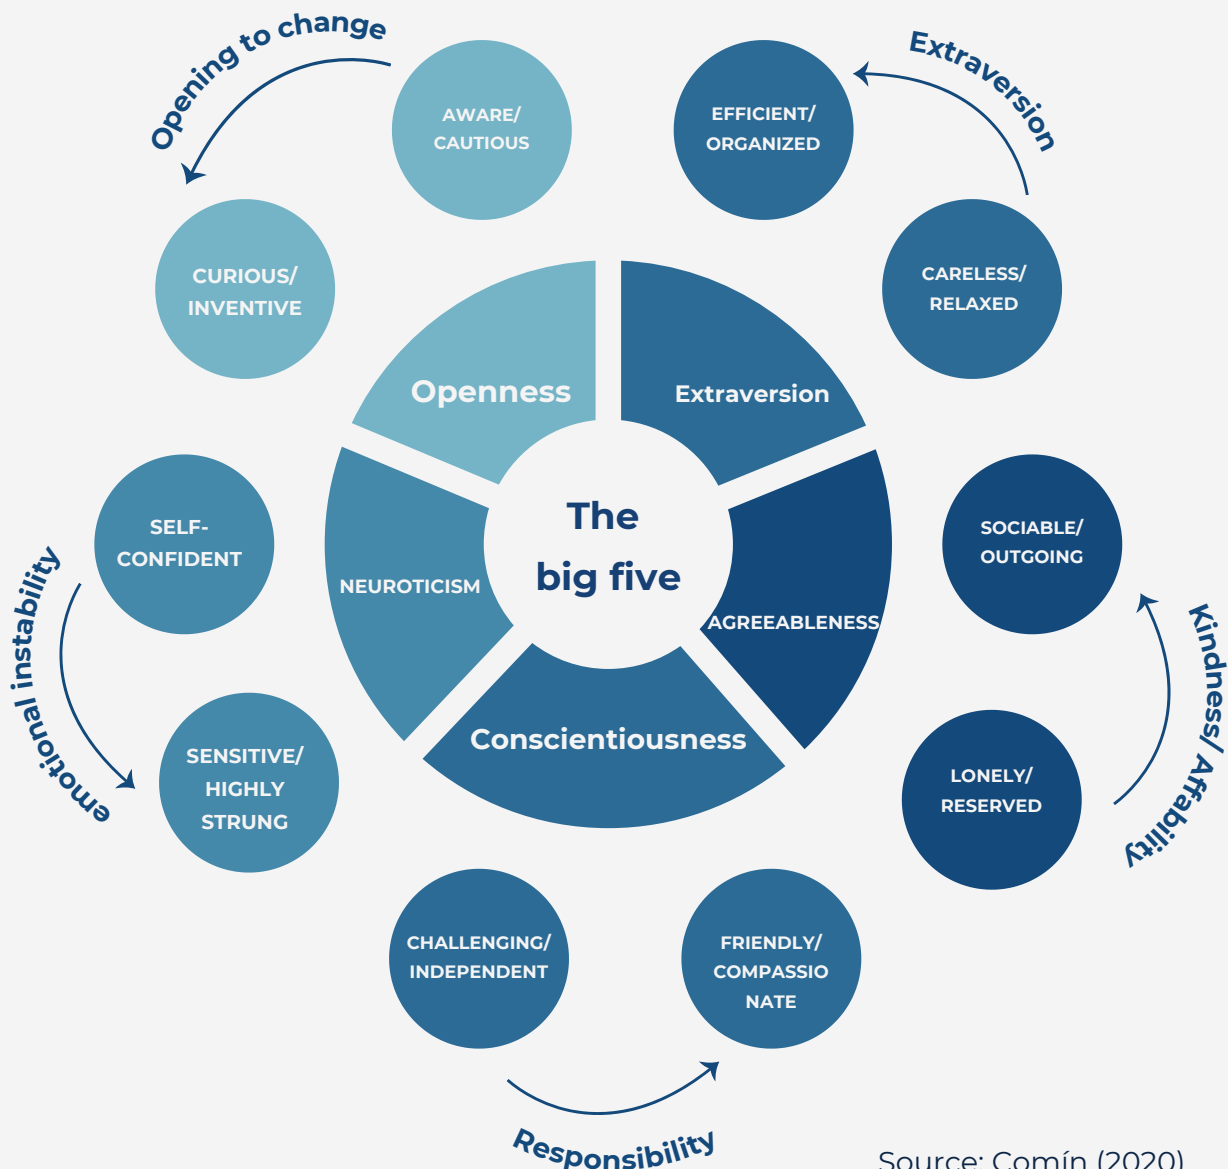 Opening to change
Extraversion
AWARE/
CAUTIOUS
EFFICIENT/
ORGANIZED
CURIOUS/
INVENTIVE
CARELESS/
RELAXED
Openness
Extraversion
The
big five
SELF-
CONFIDENT
NEUROTICISM
AGREEABLENESS
SOCIABLE/
OUTGOING
emotional instability
Kindness/ Affability
SENSITIVE/
HIGHLY
STRUNG
Conscientiousness
LONELY/
RESERVED
CHALLENGING/
INDEPENDENT
FRIENDLY/
COMPASSIO
NATE
Responsibility
Source: Comín (2020)